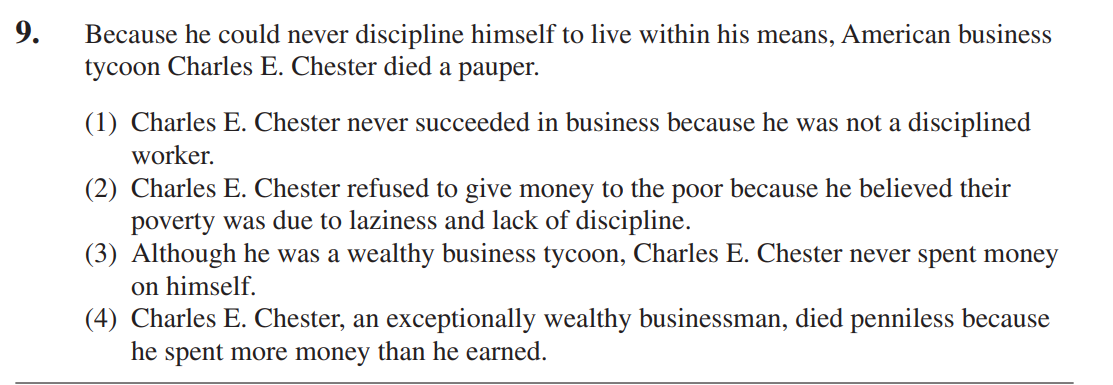 9. Because he could never discipline himself to live within his means, American business
tycoon Charles E. Chester died a pauper.
(1) Charles E. Chester never succeeded in business because he was not a disciplined
worker.
(2) Charles E. Chester refused to give money to the poor because he believed their
poverty was due to laziness and lack of discipline.
(3) Although he was a wealthy business tycoon, Charles E. Chester never spent money
on himself.
(4) Charles E. Chester, an exceptionally wealthy businessman, died penniless because
he spent more money than he earned.